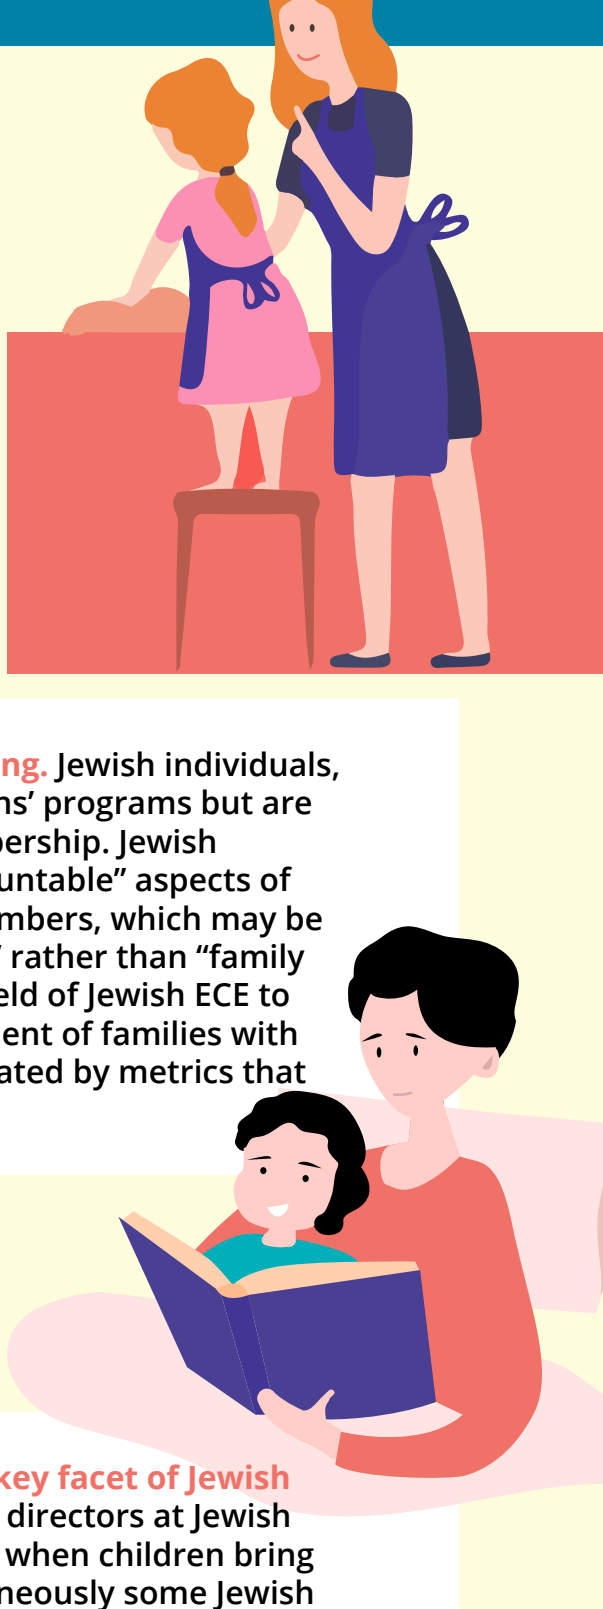 ng. Jewish individuals,
ns’ programs but are
ership. Jewish
untable” aspects of
mbers, which may be
rather than “family
eld of Jewish ECE to
ent of families with
ated by metrics that
key facet of Jewish
directors at Jewish
when children bring
neously some Jewish